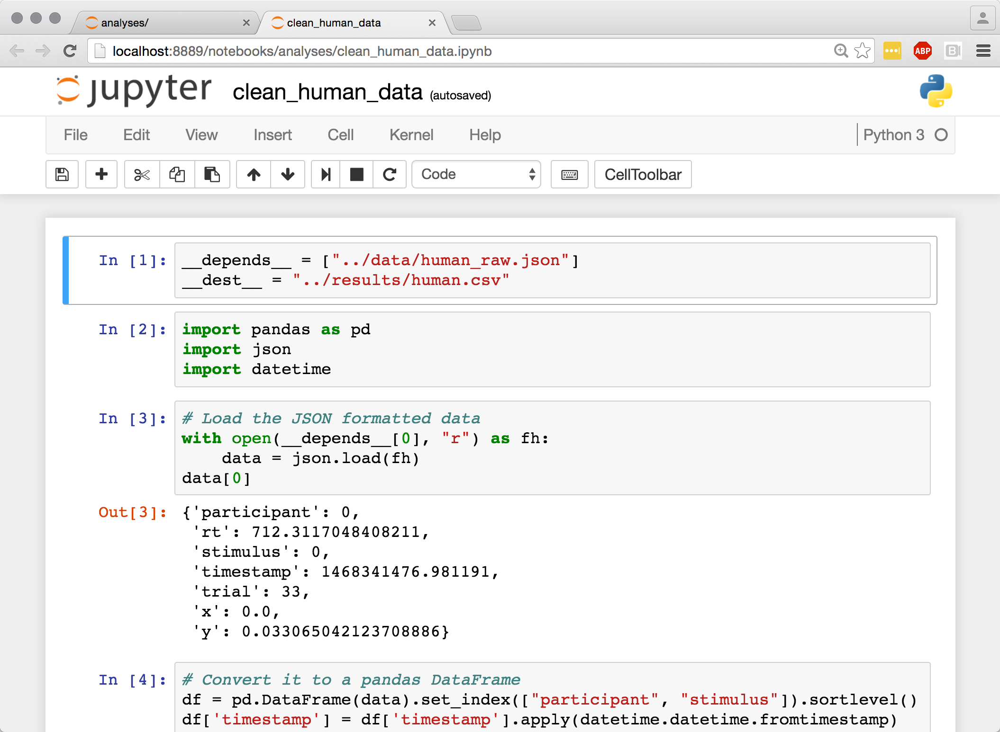 analyses/
clean_human_data
localhost:8889/notebooks/analyses/clean_human_data.ipynb
ABP
B
jupyter clean_human_data (autosaved)
File Edit View Insert Cell Kernel Help Python 3
Code CellToolbar
In [1]: __depends__ = ["../data/human_raw.json"]
__dest__ = "../results/human.csv"
In [2]: import pandas as pd
import json
import datetime
In [3]: # Load the JSON formatted data
with open(__depends__[0], "r") as fh:
    data = json.load(fh)
data[0]
Out[3]: {'participant': 0,
 'rt': 712.3117048408211,
 'stimulus': 0,
 'timestamp': 1468341476.981191,
 'trial': 33,
 'x': 0.0,
 'y': 0.033065042123708886}
In [4]: # Convert it to a pandas DataFrame
df = pd.DataFrame(data).set_index(["participant", "stimulus"]).sortlevel()
df['timestamp'] = df['timestamp'].apply(datetime.datetime.fromtimestamp)